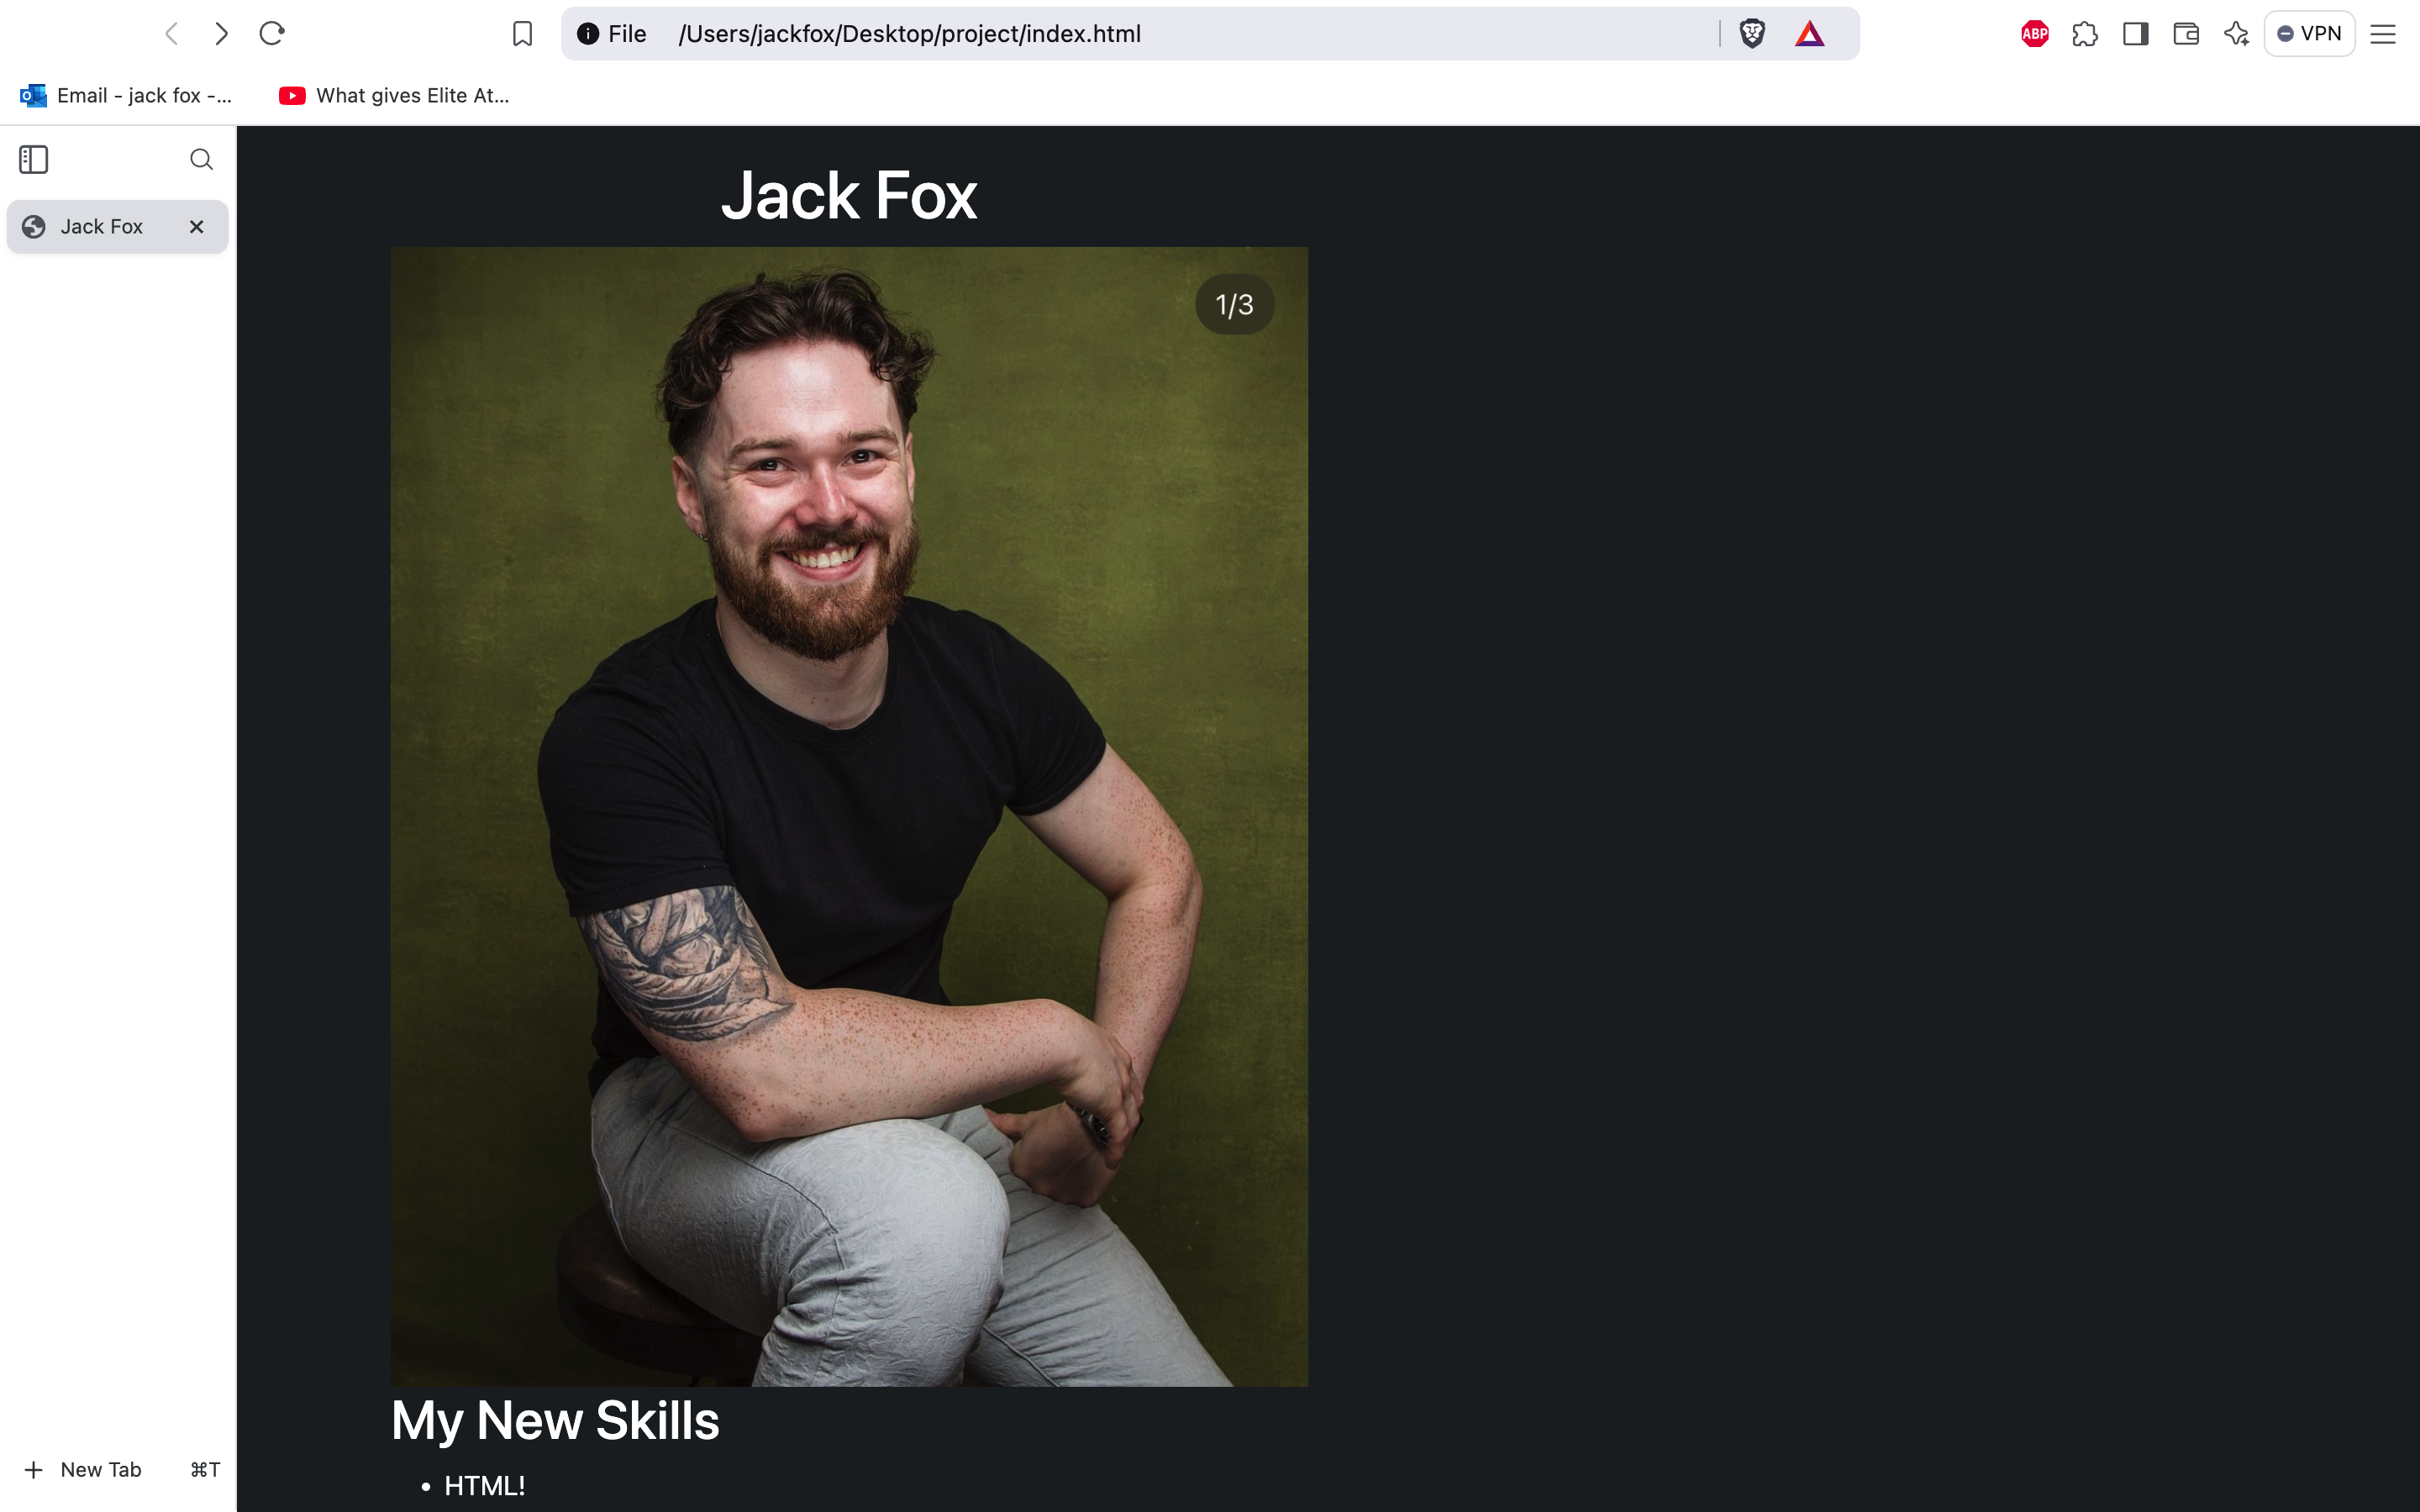 File /Users/jackfox/Desktop/project/index.html
ABP
VPN
Email - jack fox -...
What gives Elite At...
Jack Fox
Jack Fox
1/3
My New Skills
• HTML!
New Tab ⌘T